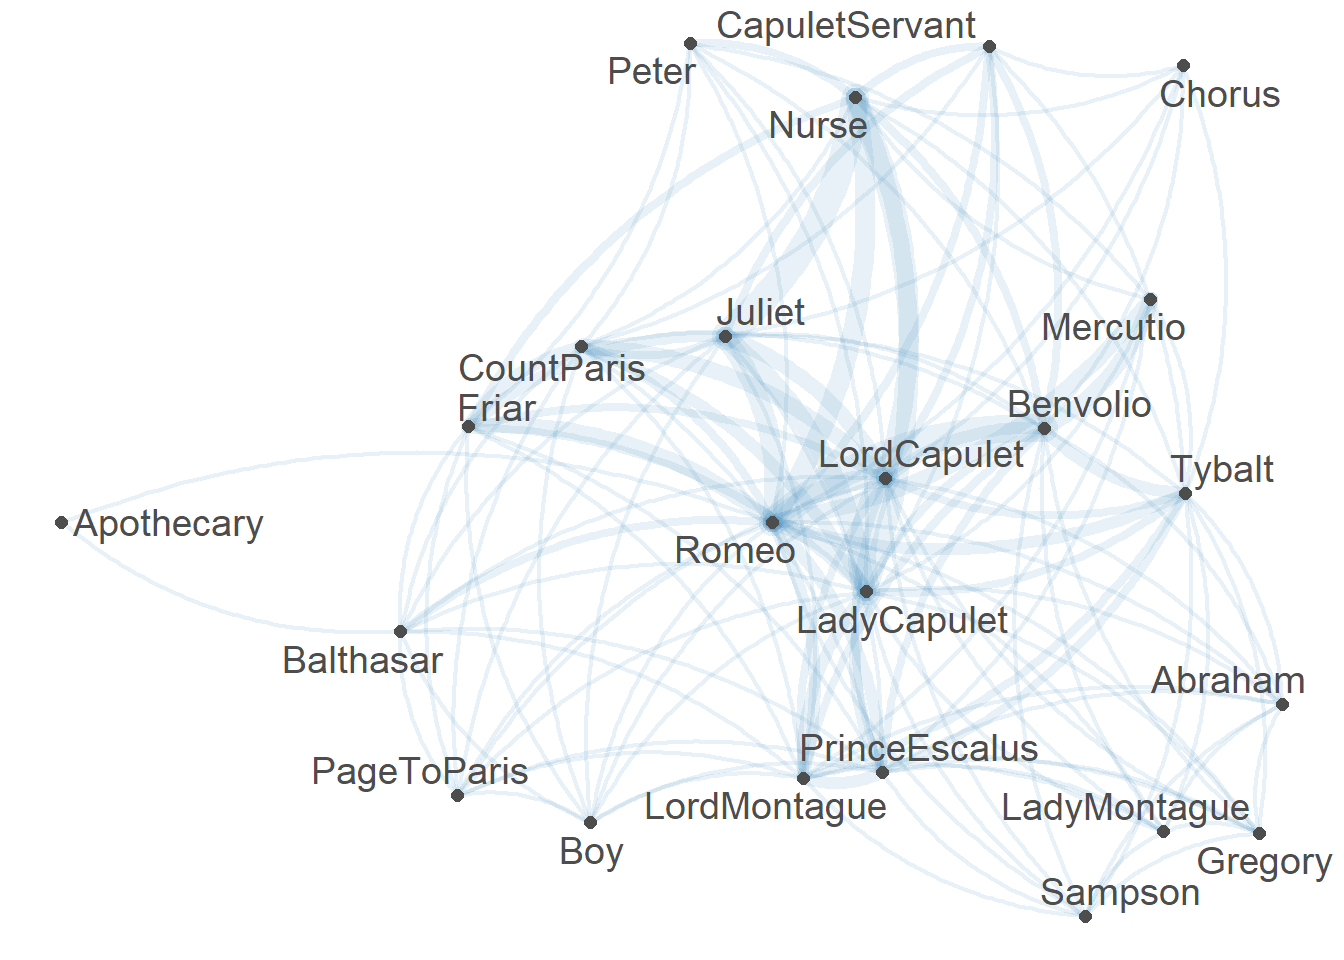 CapuletServant
Peter
Chorus
Nurse
Juliet
Mercutio
CountParis
Friar
Benvolio
LordCapulet
Tybalt
Apothecary
Romeo
LadyCapulet
Balthasar
Abraham
PrinceEscalus
PageToParis
LordMontague
LadyMontague
Boy
Gregory
Sampson